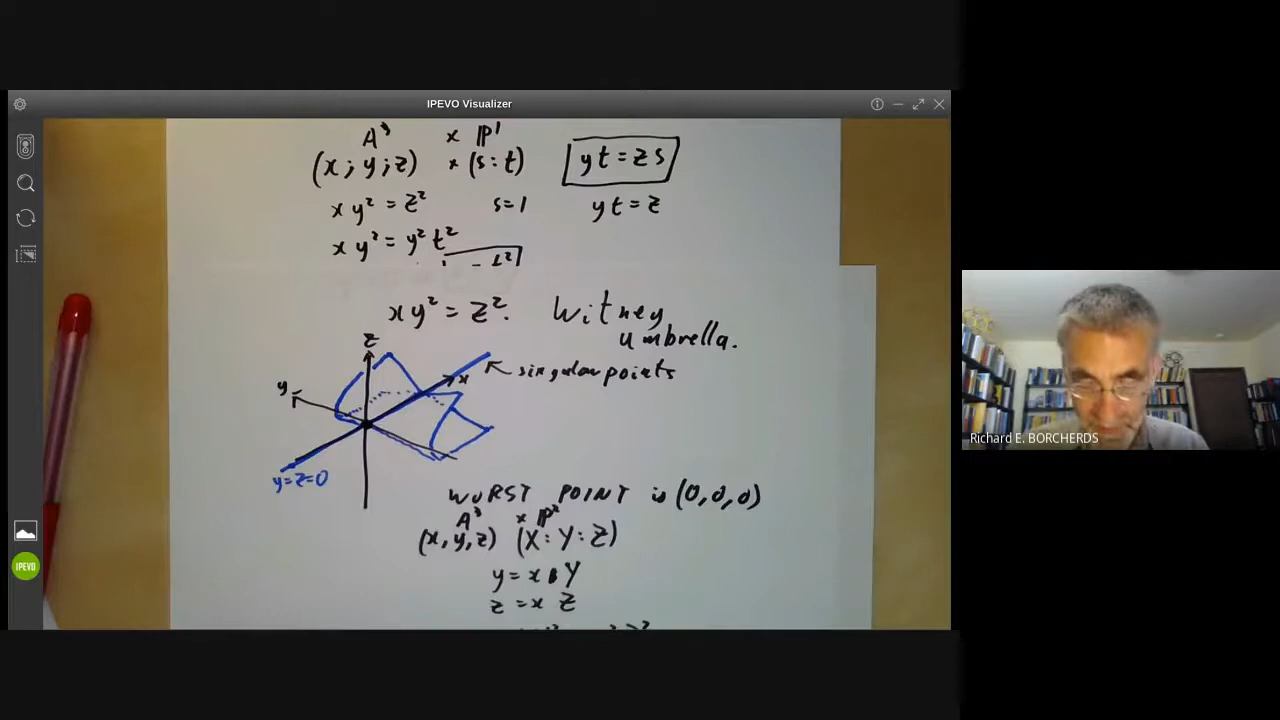 IPEVO Visualizer
A³ × P¹
(x; y; z) × (s:t)
yt = zs
xy² = z² s=1 yt = z
xy² = y²t²
xy² = z². Witney
umbrella.
z
y
x
singular points
y=z=0
WORST POINT is (0,0,0)
A³ × P²
(x, y, z) (X: Y: Z)
y = x Y
z = x Z
IPEVO
Richard E. BORCHERDS